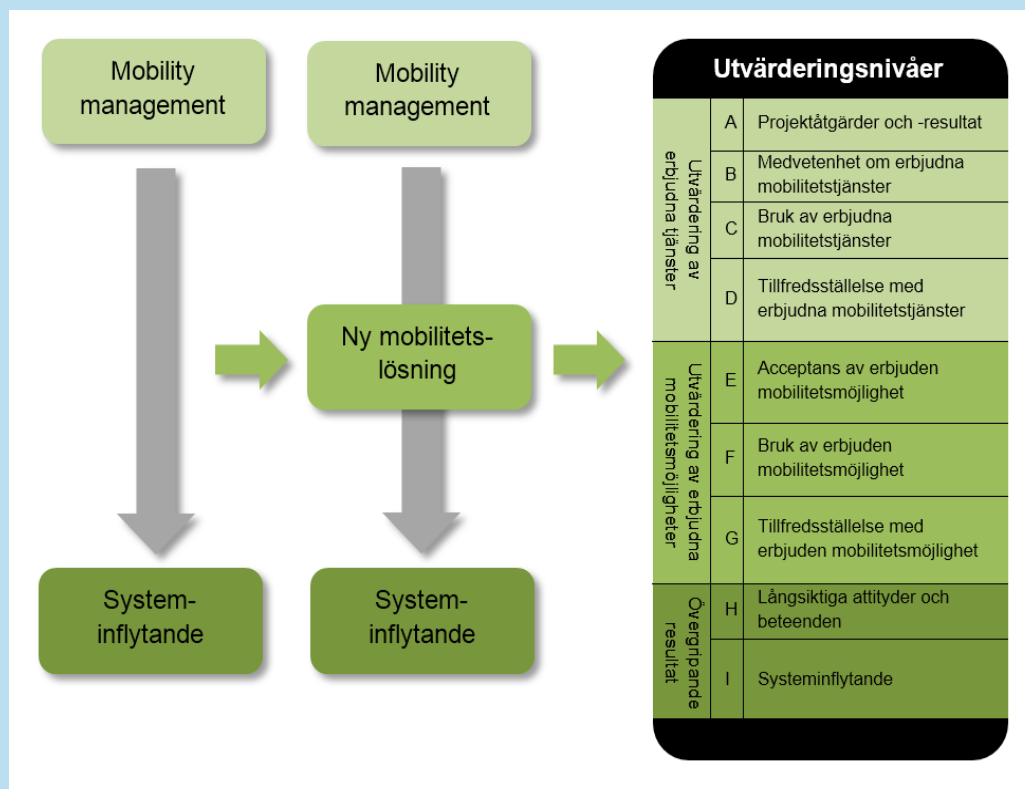 Mobility
management
System-
inflytande
Mobility
management
Ny mobilitets-
lösning
System-
inflytande
Utvärderingsnivåer
Utvärdering av
erbjudna tjänster
A Projektåtgärder och -resultat
B Medvetenhet om erbjudna
mobilitetstjänster
C Bruk av erbjudna
mobilitetstjänster
D Tillfredsställelse med
erbjudna mobilitetstjänster
Utvärdering av erbjudna
mobilitetsmöjligheter
E Acceptans av erbjuden
mobilitetsmöjlighet
F Bruk av erbjuden
mobilitetsmöjlighet
G Tillfredsställelse med
erbjuden mobilitetsmöjlighet
Övergripande
resultat
H Långsiktiga attityder och
beteenden
I Systeminflytande